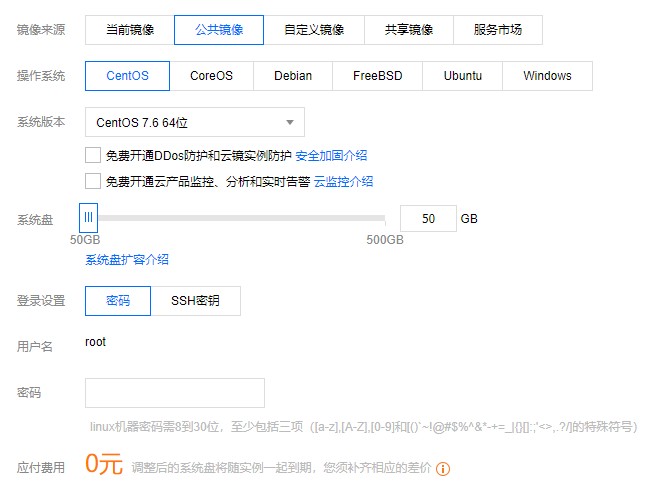 镜像来源 当前镜像 公共镜像 自定义镜像 共享镜像 服务市场
操作系统 CentOS CoreOS Debian FreeBSD Ubuntu Windows
系统版本 CentOS 7.6 64位
免费开通DDos防护和云镜实例防护 安全加固介绍
免费开通云产品监控、分析和实时告警 云监控介绍
系统盘 50 GB
50GB 500GB
系统盘扩容介绍
登录设置 密码 SSH密钥
用户名 root
密码
linux机器密码需8到30位，至少包括三项（[a-z],[A-Z],[0-9]和[()`~!@#$%^&*-+=_|{}[]:;'<>,.?/]的特殊符号）
应付费用 0元 调整后的系统盘将随实例一起到期，您须补齐相应的差价